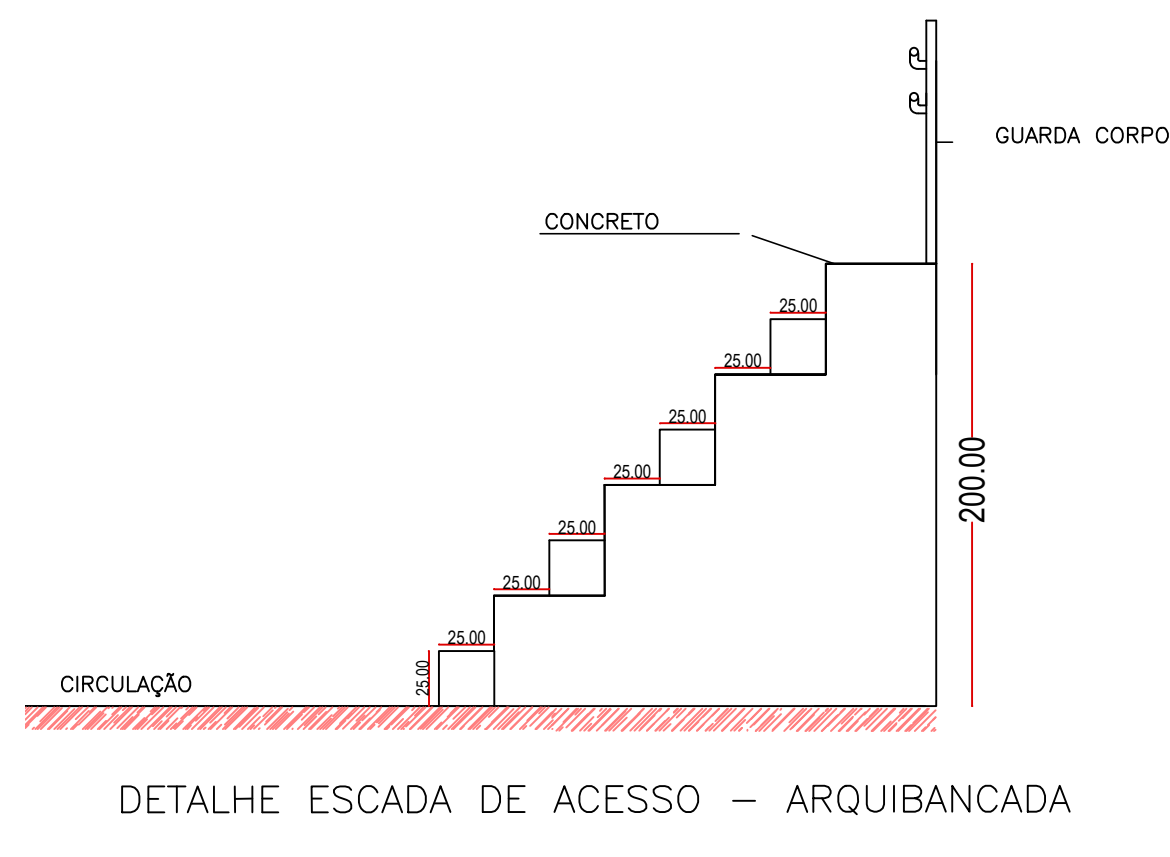 GUARDA CORPO
CONCRETO
25.00
25.00
25.00
25.00
200.00
25.00
25.00
25.00
25.00
CIRCULAÇÃO
DETALHE ESCADA DE ACESSO - ARQUIBANCADA